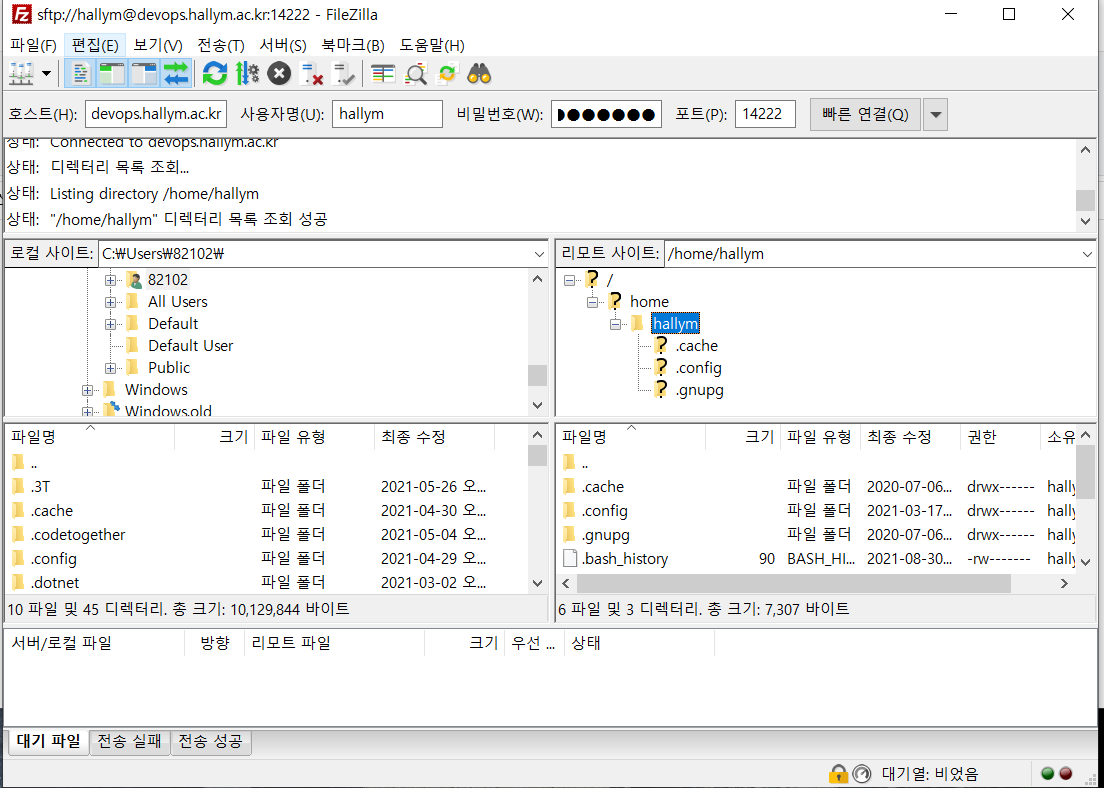 sftp://hallym@devops.hallym.ac.kr:14222 - FileZilla
파일(F) 편집(E) 보기(V) 전송(T) 서버(S) 북마크(B) 도움말(H)
호스트(H): devops.hallym.ac.kr 사용자명(U): hallym 비밀번호(W): ●●●●●●● 포트(P): 14222 빠른 연결(Q)
상태: Connected to devops.hallym.ac.kr
상태: 디렉터리 목록 조회...
상태: Listing directory /home/hallym
상태: "/home/hallym" 디렉터리 목록 조회 성공
로컬 사이트: C:₩Users₩82102₩
82102
All Users
Default
Default User
Public
Windows
Windows.old
리모트 사이트: /home/hallym
/
home
hallym
.cache
.config
.gnupg
파일명 크기 파일 유형 최종 수정
..
.3T 파일 폴더 2021-05-26 오...
.cache 파일 폴더 2021-04-30 오...
.codetogether 파일 폴더 2021-05-04 오...
.config 파일 폴더 2021-04-29 오...
.dotnet 파일 폴더 2021-03-02 오...
10 파일 및 45 디렉터리. 총 크기: 10,129,844 바이트
파일명 크기 파일 유형 최종 수정 권한 소유
..
.cache 파일 폴더 2020-07-06... drwx------ hally
.config 파일 폴더 2021-03-17... drwx------ hally
.gnupg 파일 폴더 2020-07-06... drwx------ hally
.bash_history 90 BASH_HI... 2021-08-30... -rw------- hally
6 파일 및 3 디렉터리. 총 크기: 7,307 바이트
서버/로컬 파일 방향 리모트 파일 크기 우선 ... 상태
대기 파일 전송 실패 전송 성공
대기열: 비었음